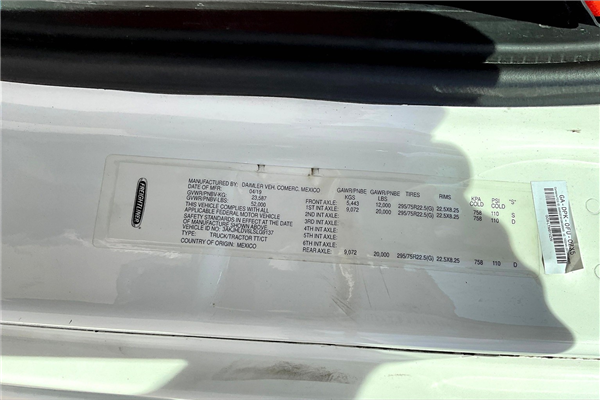 FREIGHTLINER
MANUFACTURED BY: DAIMLER VEH. COMERC. MEXICO
DATE OF MFR: 04/19
GVWR/PNBV-KG: 23,587
GVWR/PNBV-LBS: 52,000
THIS VEHICLE COMPLIES WITH ALL
APPLICABLE FEDERAL MOTOR VEHICLE
SAFETY STANDARDS IN EFFECT AT THE DATE
OF MANUFACTURE SHOWN ABOVE.
VEHICLE ID
TYPE: TRUCK/TRACTOR TT/CT
COUNTRY OF ORIGIN: MEXICO
GAWR/PNBE KGS GAWR/PNBE LBS TIRES RIMS KPA COLD PSI COLD
FRONT AXLE: 5,443 12,000 295/75R22.5(G) 22.5X8.25 758 110 S
1ST INT AXLE: 9,072 20,000 295/75R22.5(G) 22.5X8.25 758 110 D
2ND INT AXLE:
3RD INT AXLE:
4TH INT AXLE:
5TH INT AXLE:
6TH INT AXLE:
REAR AXLE: 9,072 20,000 295/75R22.5(G) 22.5X8.25 758 110 D